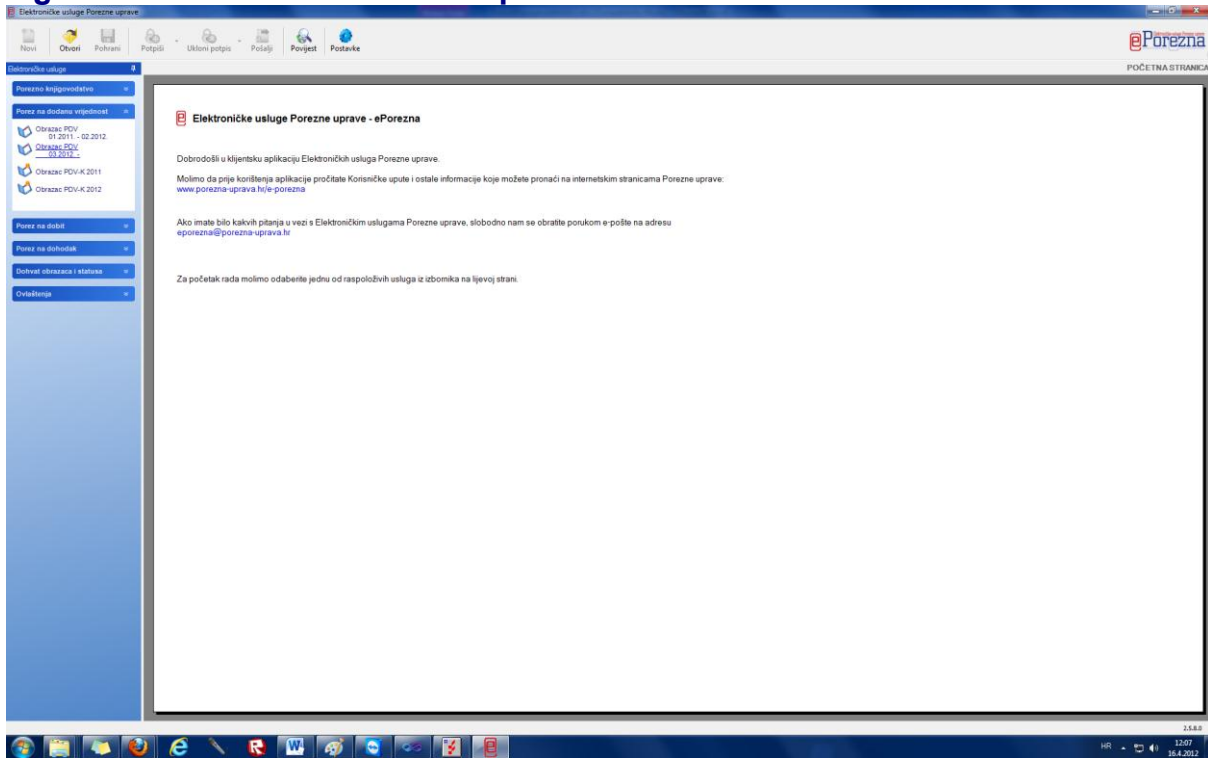 Elektroničke usluge Porezne uprave
Novi Otvori Pohrani Potpiši Ukloni potpis Pošalji Povijest Postavke
ePorezna
Elektroničke usluge
POČETNA STRANICA
Porezno knjigovodstvo
Porez na dodanu vrijednost
Obrazac PDV
01.2011. - 02.2012.
Obrazac PDV
03.2012. -
Obrazac PDV-K 2011
Obrazac PDV-K 2012
Porez na dobit
Porez na dohodak
Dohvat obrazaca i statusa
Ovlaštenja
Elektroničke usluge Porezne uprave - ePorezna
Dobrodošli u klijentsku aplikaciju Elektroničkih usluga Porezne uprave.
Molimo da prije korištenja aplikacije pročitate Korisničke upute i ostale informacije koje možete pronaći na internetskim stranicama Porezne uprave:
www.porezna-uprava.hr/e-porezna
Ako imate bilo kakvih pitanja u vezi s Elektroničkim uslugama Porezne uprave, slobodno nam se obratite porukom e-pošte na adresu
eporezna@porezna-uprava.hr
Za početak rada molimo odaberite jednu od raspoloživih usluga iz izbornika na lijevoj strani.
2.5.8.0
HR 12:07
16.4.2012